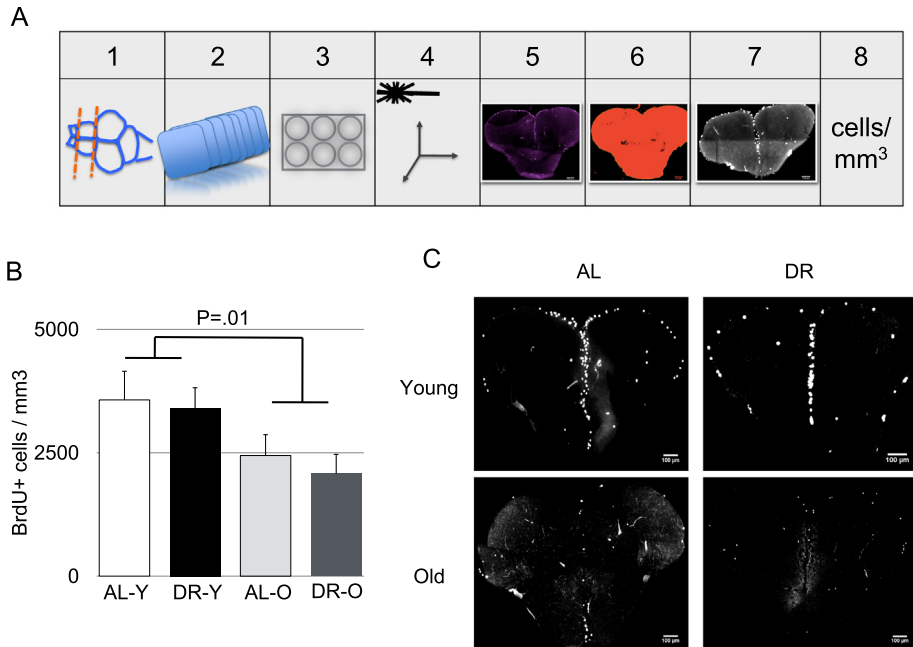 A
1 2 3 4 5 6 7 8
cells/
mm3
B
C
AL DR
P=.01
5000
2500
0
BrdU+ cells / mm3
AL-Y DR-Y AL-O DR-O
Young
Old
100 µm
100 µm
100 µm
100 µm